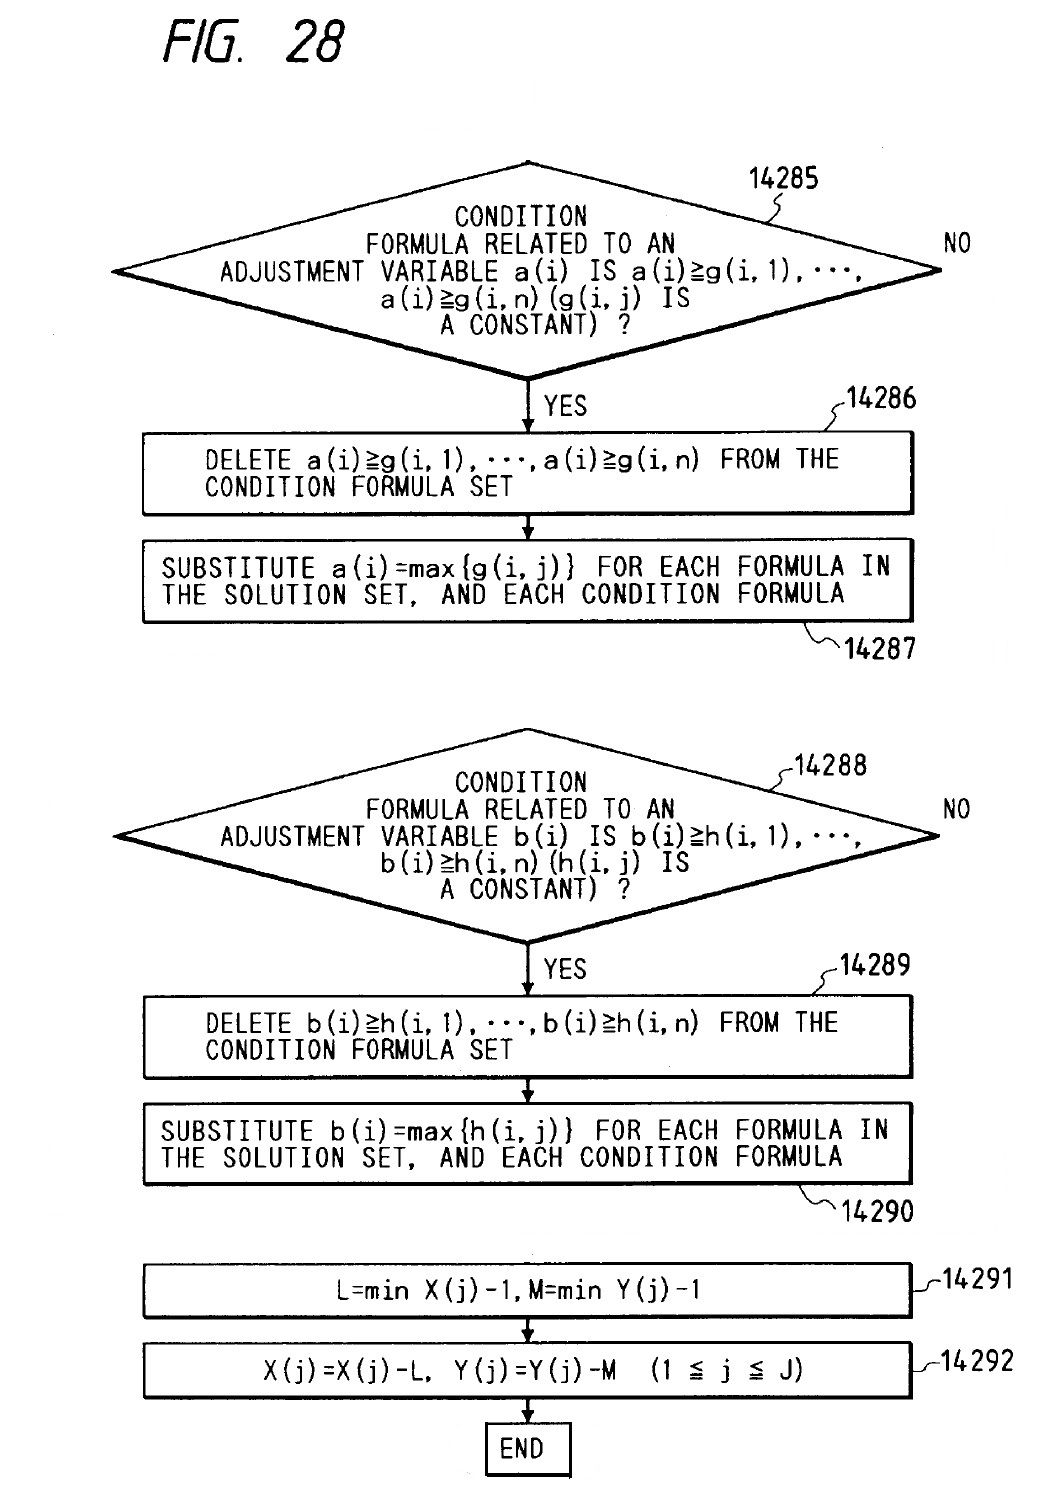 FIG. 28
14285
CONDITION
FORMULA RELATED TO AN
NO
ADJUSTMENT VARIABLE a(i) IS a(i)≧g(i,1), ···,
a(i)≧g(i,n) (g(i,j) IS
A CONSTANT) ?
YES
14286
DELETE a(i)≧g(i,1), ···, a(i)≧g(i,n) FROM THE
CONDITION FORMULA SET
SUBSTITUTE a(i)=max{g(i,j)} FOR EACH FORMULA IN
THE SOLUTION SET, AND EACH CONDITION FORMULA
14287
14288
CONDITION
FORMULA RELATED TO AN
NO
ADJUSTMENT VARIABLE b(i) IS b(i)≧h(i,1), ···,
b(i)≧h(i,n) (h(i,j) IS
A CONSTANT) ?
YES
14289
DELETE b(i)≧h(i,1), ···, b(i)≧h(i,n) FROM THE
CONDITION FORMULA SET
SUBSTITUTE b(i)=max{h(i,j)} FOR EACH FORMULA IN
THE SOLUTION SET, AND EACH CONDITION FORMULA
14290
L=min X(j)-1, M=min Y(j)-1
14291
X(j)=X(j)-L, Y(j)=Y(j)-M (1 ≦ j ≦ J)
14292
END